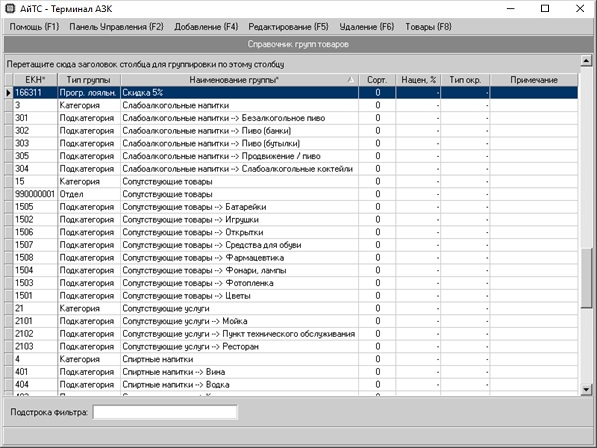 АйТС - Терминал АЗК
Помощь (F1) Панель Управления (F2) Добавление (F4) Редактирование (F5) Удаление (F6) Товары (F8)
Справочник групп товаров
Перетащите сюда заголовок столбца для группировки по этому столбцу
ЕКН* Тип группы Наименование группы* Сорт. Нацен, % Тип окр. Примечание
166311 Прогр. лояльн. Скидка 5% 0 - -
3 Категория Слабоалкогольные напитки 0 - -
301 Подкатегория Слабоалкогольные напитки --> Безалкогольное пиво 0 - -
302 Подкатегория Слабоалкогольные напитки --> Пиво (банки) 0 - -
303 Подкатегория Слабоалкогольные напитки --> Пиво (бутылки) 0 - -
305 Подкатегория Слабоалкогольные напитки --> Продвижение / пиво 0 - -
304 Подкатегория Слабоалкогольные напитки --> Слабоалкогольные коктейли 0 - -
15 Категория Сопутствующие товары 0 - -
990000001 Отдел Сопутствующие товары 0 - -
1505 Подкатегория Сопутствующие товары --> Батарейки 0 - -
1502 Подкатегория Сопутствующие товары --> Игрушки 0 - -
1506 Подкатегория Сопутствующие товары --> Открытки 0 - -
1507 Подкатегория Сопутствующие товары --> Средства для обуви 0 - -
1508 Подкатегория Сопутствующие товары --> Фармацевтика 0 - -
1504 Подкатегория Сопутствующие товары --> Фонари, лампы 0 - -
1503 Подкатегория Сопутствующие товары --> Фотопленка 0 - -
1501 Подкатегория Сопутствующие товары --> Цветы 0 - -
21 Категория Сопутствующие услуги 0 - -
2101 Подкатегория Сопутствующие услуги --> Мойка 0 - -
2102 Подкатегория Сопутствующие услуги --> Пункт технического обслуживания 0 - -
2103 Подкатегория Сопутствующие услуги --> Ресторан 0 - -
4 Категория Спиртные напитки 0 - -
401 Подкатегория Спиртные напитки --> Вина 0 - -
404 Подкатегория Спиртные напитки --> Водка 0 - -
Подстрока фильтра: